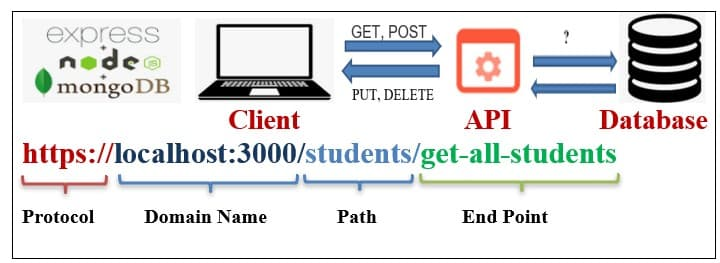 express
+
node JS
+
mongoDB
GET, POST
PUT, DELETE
?
Client
API
Database
https://localhost:3000/students/get-all-students
Protocol
Domain Name
Path
End Point